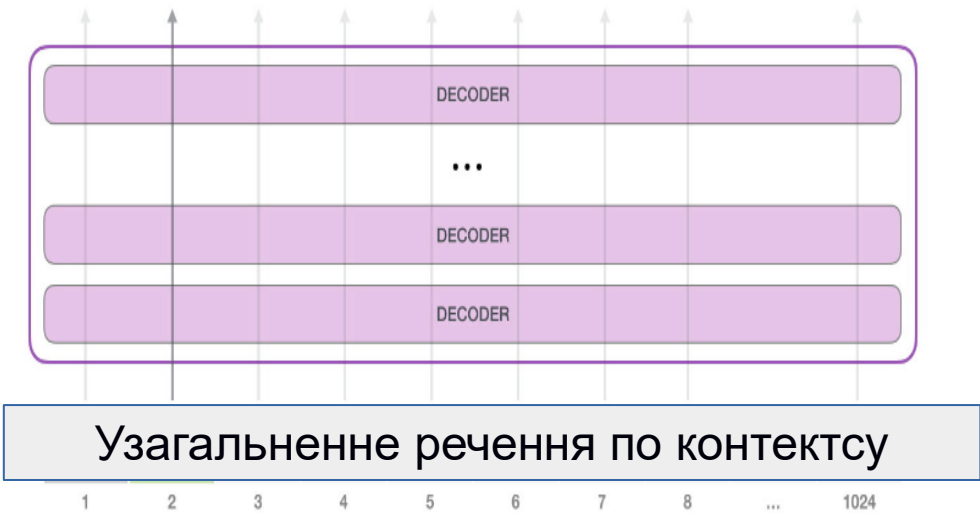 DECODER
...
DECODER
DECODER
Узагальненне речення по контектсу
1 2 3 4 5 6 7 8 ... 1024